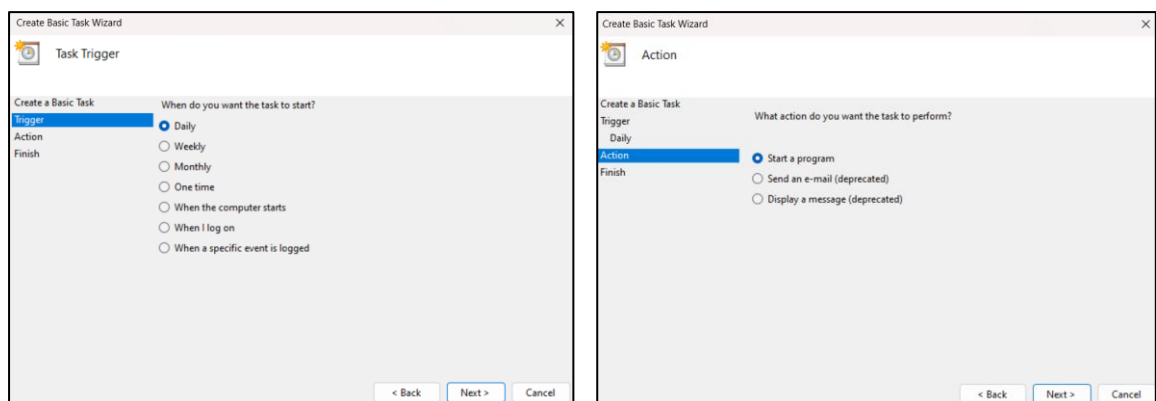 Create Basic Task Wizard
Task Trigger
Create a Basic Task
Trigger
Action
Finish
When do you want the task to start?
Daily
Weekly
Monthly
One time
When the computer starts
When I log on
When a specific event is logged
< Back
Next >
Cancel
Create Basic Task Wizard
Action
Create a Basic Task
Trigger
Daily
Action
Finish
What action do you want the task to perform?
Start a program
Send an e-mail (deprecated)
Display a message (deprecated)
< Back
Next >
Cancel